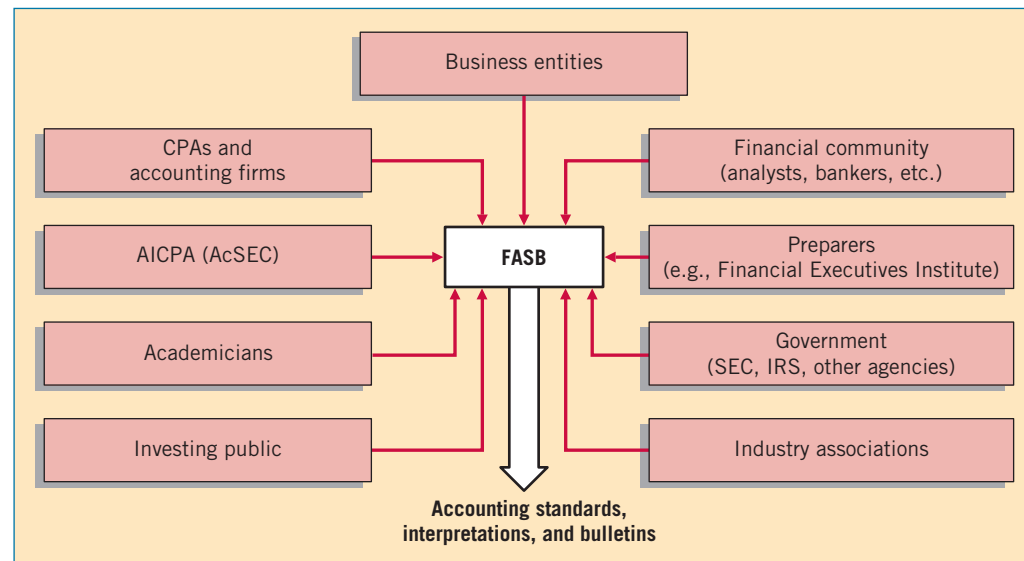 Business entities
CPAs and
accounting firms
Financial community
(analysts, bankers, etc.)
AICPA (AcSEC)
FASB
Preparers
(e.g., Financial Executives Institute)
Academicians
Government
(SEC, IRS, other agencies)
Investing public
Industry associations
Accounting standards,
interpretations, and bulletins